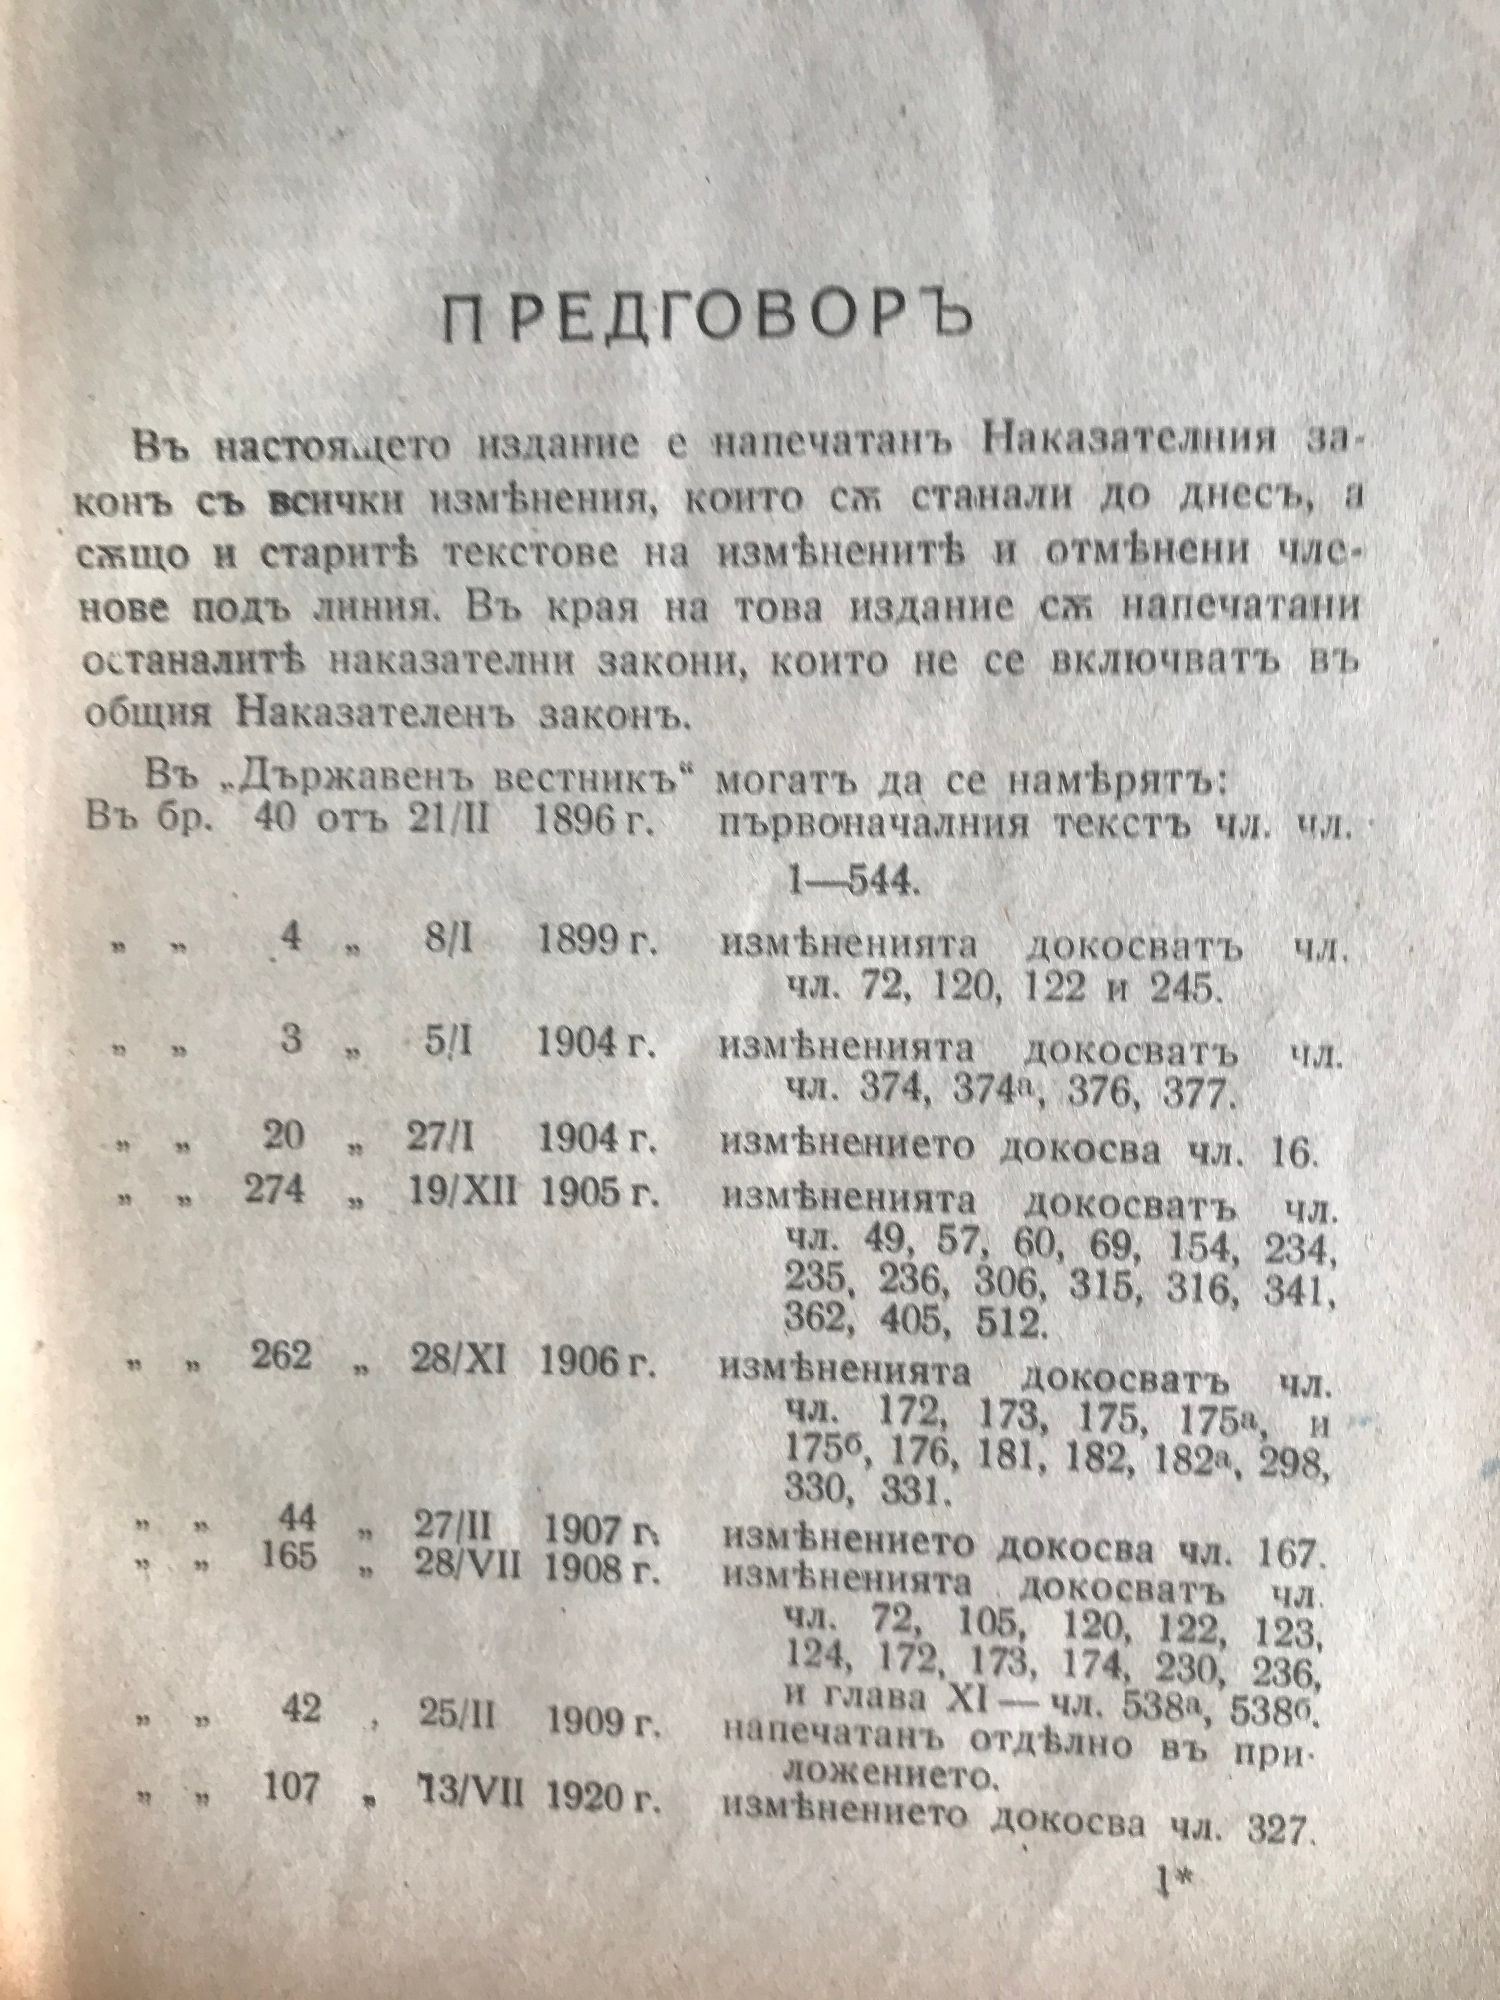 ПРЕДГОВОРЪ
Въ настоящето издание е напечатанъ Наказателния за-
конъ съ всички измѣнения, които сѫ станали до днесъ, а
сѫщо и старитѣ текстове на измѣненитѣ и отмѣнени чле-
нове подъ линия. Въ края на това издание сѫ напечатани
останалитѣ наказателни закони, които не се включватъ въ
общия Наказателенъ законъ.
Въ „Държавенъ вестникъ“ могатъ да се намѣрятъ:
Въ бр. 40 отъ 21/II 1896 г. първоначалния текстъ чл. чл.
1—544.
„ „ 4 „ 8/I 1899 г. измѣненията докосватъ чл.
чл. 72, 120, 122 и 245.
„ „ 3 „ 5/I 1904 г. измѣненията докосватъ чл.
чл. 374, 374а, 376, 377.
„ „ 20 „ 27/I 1904 г. измѣнението докосва чл. 16.
„ „ 274 „ 19/XII 1905 г. измѣненията докосватъ чл.
чл. 49, 57, 60, 69, 154, 234,
235, 236, 306, 315, 316, 341,
362, 405, 512.
„ „ 262 „ 28/XI 1906 г. измѣненията докосватъ чл.
чл. 172, 173, 175, 175а, и
175б, 176, 181, 182, 182а, 298,
330, 331.
„ „ 44 „ 27/II 1907 г. измѣнението докосва чл. 167.
„ „ 165 „ 28/VII 1908 г. измѣненията докосватъ чл.
чл. 72, 105, 120, 122, 123,
124, 172, 173, 174, 230, 236,
и глава XI — чл. 538а, 538б.
„ „ 42 „ 25/II 1909 г. напечатанъ отдѣлно въ при-
ложението.
„ „ 107 „ 13/VII 1920 г. измѣнението докосва чл. 327.
1*